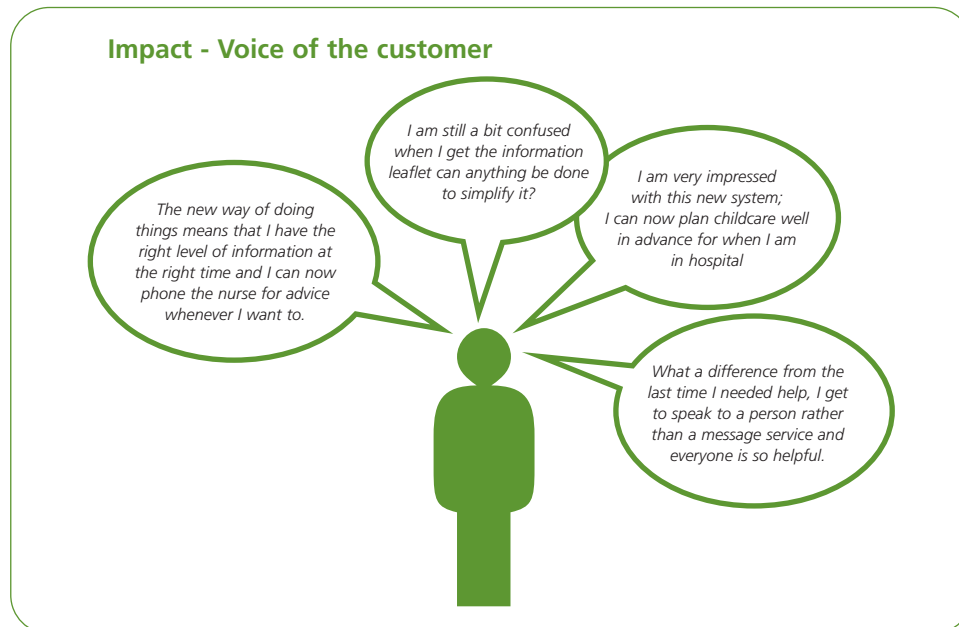 Impact - Voice of the customer
The new way of doing
things means that I have the
right level of information at
the right time and I can now
phone the nurse for advice
whenever I want to.
I am still a bit confused
when I get the information
leaflet can anything be done
to simplify it?
I am very impressed
with this new system;
I can now plan childcare well
in advance for when I am
in hospital
What a difference from the
last time I needed help, I get
to speak to a person rather
than a message service and
everyone is so helpful.